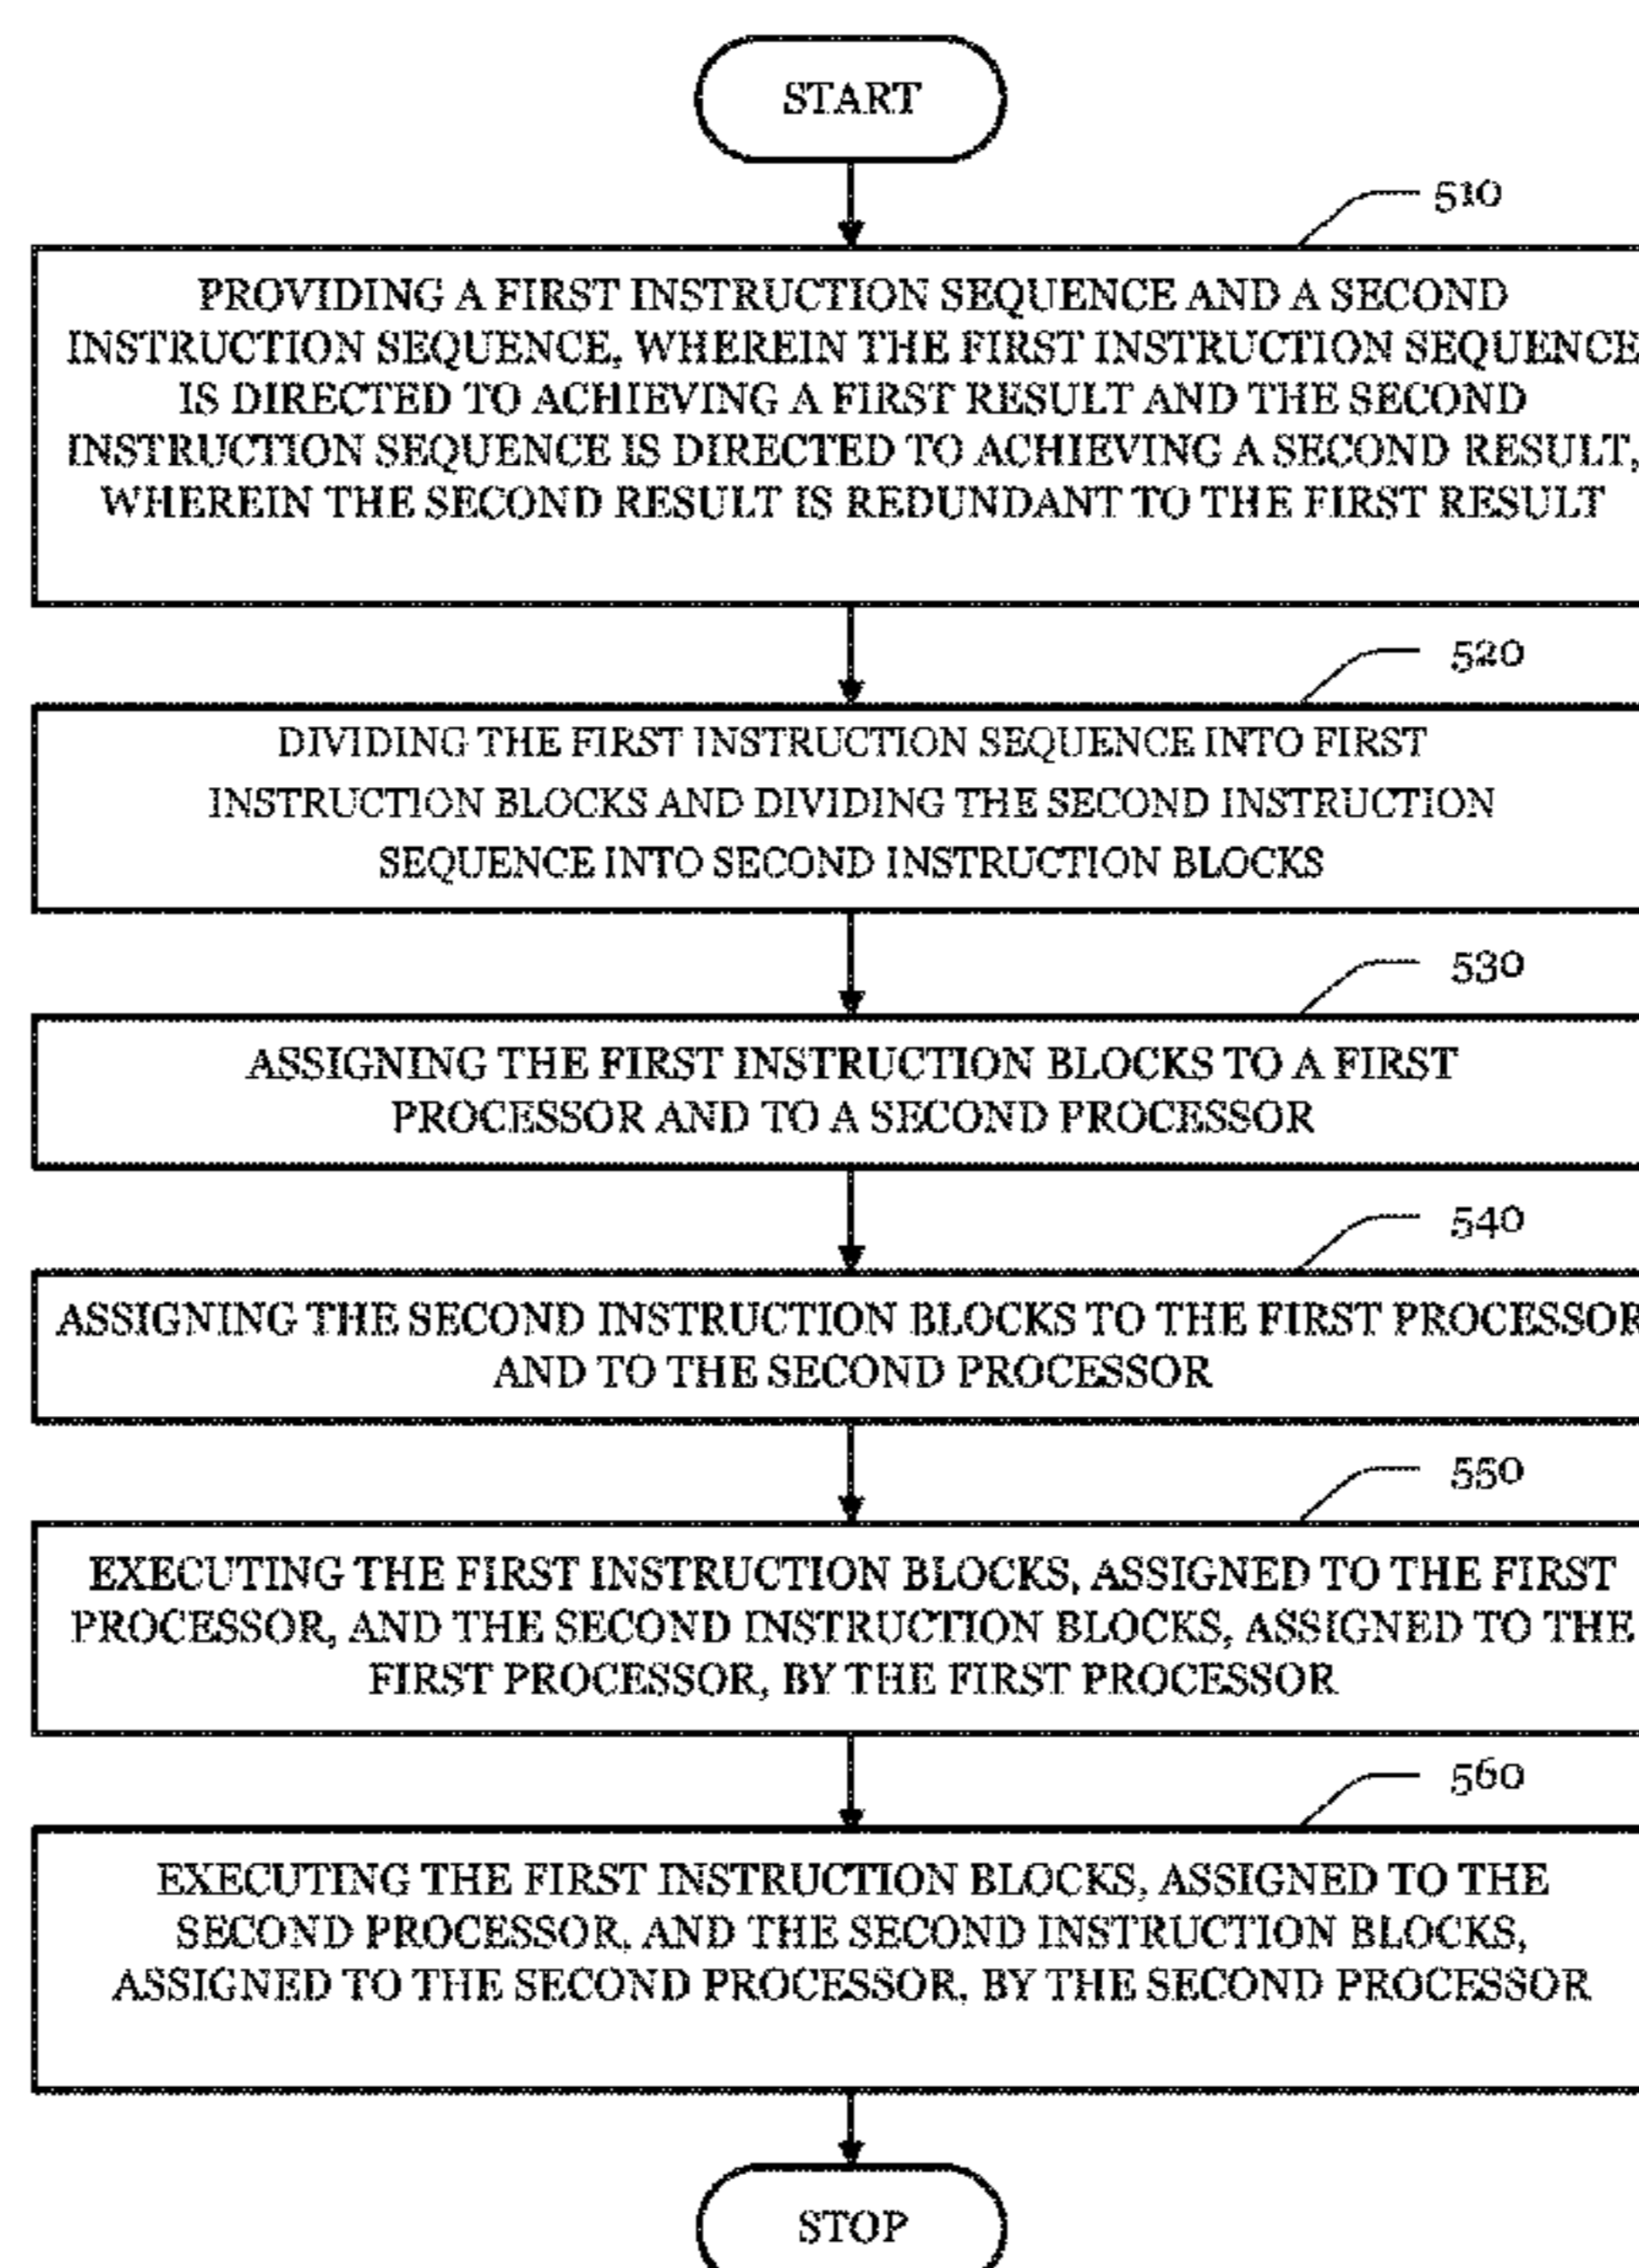 START
510
PROVIDING A FIRST INSTRUCTION SEQUENCE AND A SECOND
INSTRUCTION SEQUENCE, WHEREIN THE FIRST INSTRUCTION SEQUENCE
IS DIRECTED TO ACHIEVING A FIRST RESULT AND THE SECOND
INSTRUCTION SEQUENCE IS DIRECTED TO ACHIEVING A SECOND RESULT,
WHEREIN THE SECOND RESULT IS REDUNDANT TO THE FIRST RESULT
520
DIVIDING THE FIRST INSTRUCTION SEQUENCE INTO FIRST
INSTRUCTION BLOCKS AND DIVIDING THE SECOND INSTRUCTION
SEQUENCE INTO SECOND INSTRUCTION BLOCKS
530
ASSIGNING THE FIRST INSTRUCTION BLOCKS TO A FIRST
PROCESSOR AND TO A SECOND PROCESSOR
540
ASSIGNING THE SECOND INSTRUCTION BLOCKS TO THE FIRST PROCESSOR
AND TO THE SECOND PROCESSOR
550
EXECUTING THE FIRST INSTRUCTION BLOCKS, ASSIGNED TO THE FIRST
PROCESSOR, AND THE SECOND INSTRUCTION BLOCKS, ASSIGNED TO THE
FIRST PROCESSOR, BY THE FIRST PROCESSOR
560
EXECUTING THE FIRST INSTRUCTION BLOCKS, ASSIGNED TO THE
SECOND PROCESSOR, AND THE SECOND INSTRUCTION BLOCKS,
ASSIGNED TO THE SECOND PROCESSOR, BY THE SECOND PROCESSOR
STOP